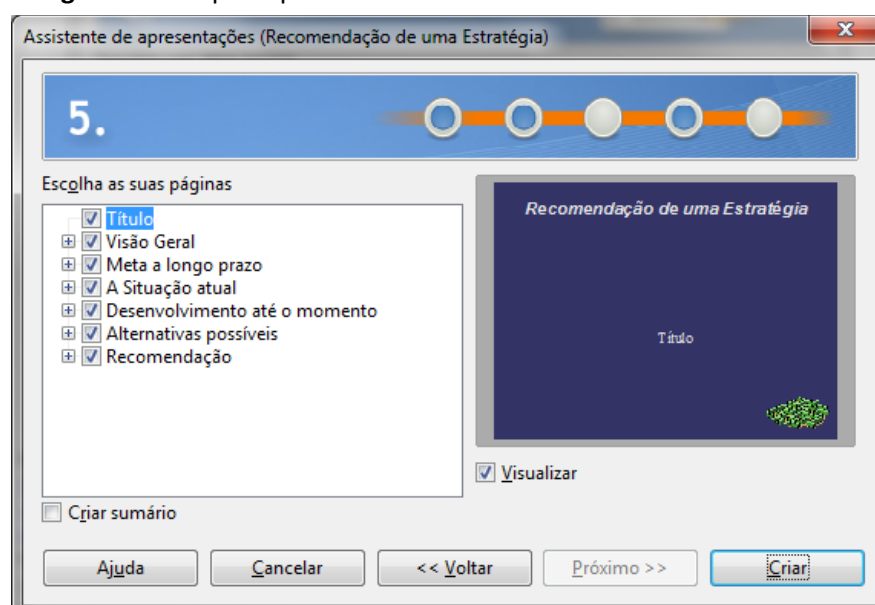 Assistente de apresentações (Recomendação de uma Estratégia)
5.
Escolha as suas páginas
Título
Visão Geral
Meta a longo prazo
A Situação atual
Desenvolvimento até o momento
Alternativas possíveis
Recomendação
Recomendação de uma Estratégia
Título
Visualizar
Criar sumário
Ajuda
Cancelar
<< Voltar
Próximo >>
Criar